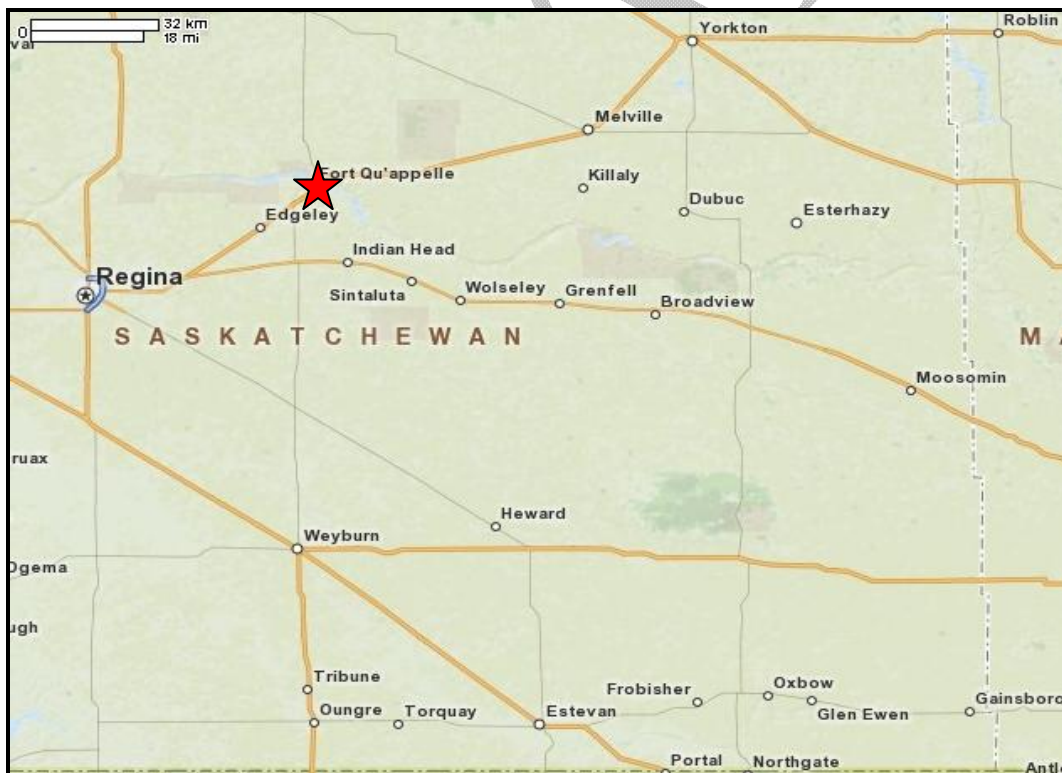 0
32 km
18 mi
Yorkton
Roblin
Melville
Fort Qu'appelle
Killaly
Dubuc
Esterhazy
Edgeley
Indian Head
Regina
Sintaluta
Wolseley
Grenfell
Broadview
SASKATCHEWAN
MA
Moosomin
ruax
Heward
Weyburn
Ogema
ugh
Tribune
Frobisher
Oxbow
Gainsboro
Oungre
Torquay
Estevan
Glen Ewen
Portal
Northgate
Antl